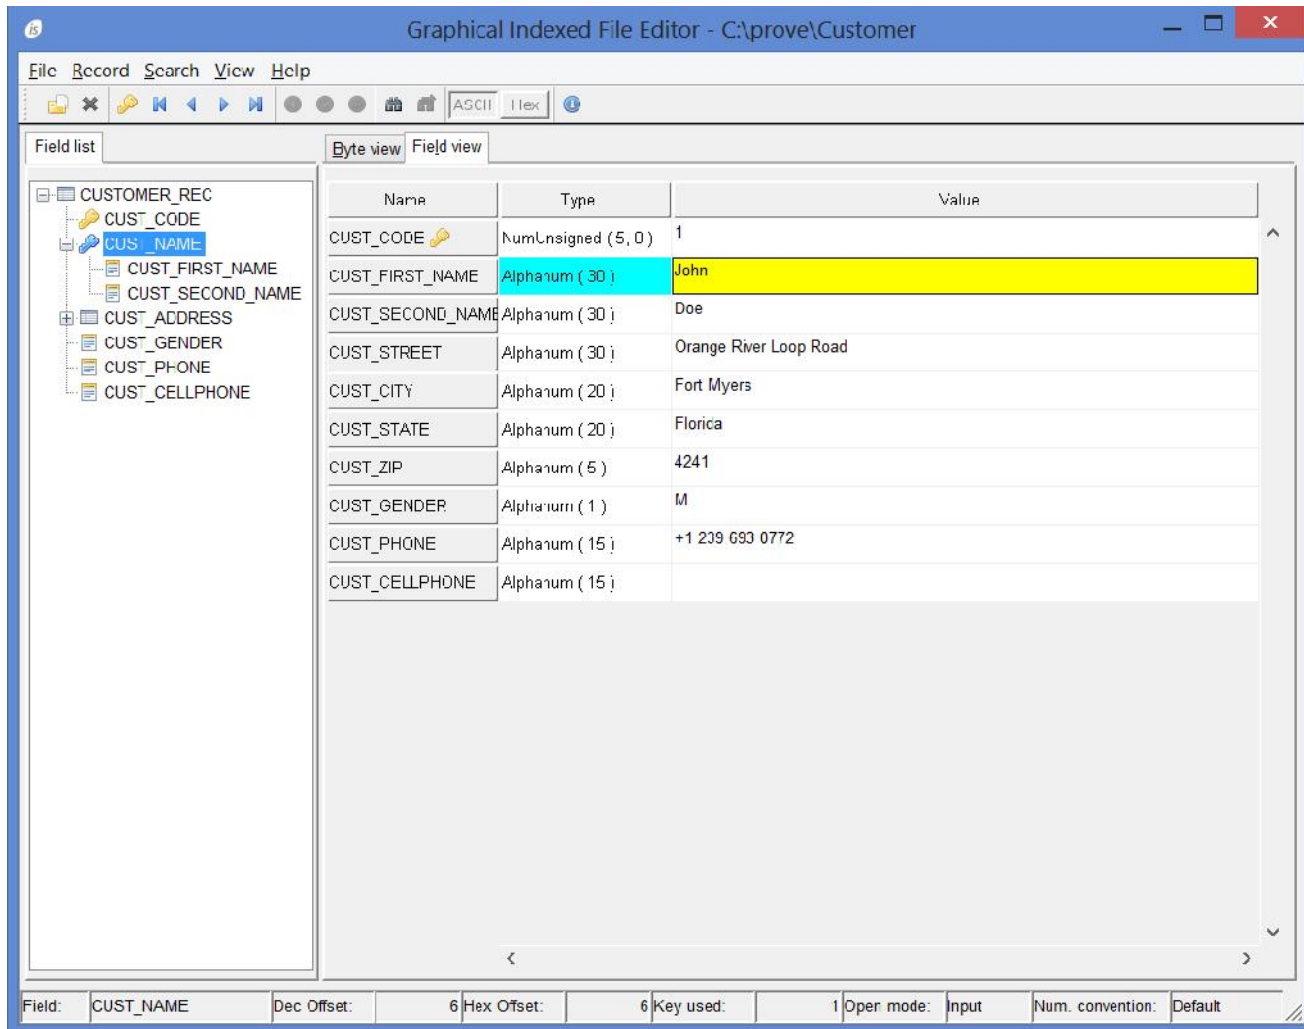 is
Graphical Indexed File Editor - C:\prove\Customer
File Record Search View Help
ASCII Hex
Field list
Byte view Field view
CUSTOMER_REC
CUST_CODE
CUST_NAME
CUST_FIRST_NAME
CUST_SECOND_NAME
CUST_ADDRESS
CUST_GENDER
CUST_PHONE
CUST_CELLPHONE
Name Type Value
CUST_CODE NumUnsigned ( 5, 0 ) 1
CUST_FIRST_NAME Alphanum ( 30 ) John
CUST_SECOND_NAME Alphanum ( 30 ) Doe
CUST_STREET Alphanum ( 30 ) Orange River Loop Road
CUST_CITY Alphanum ( 20 ) Fort Myers
CUST_STATE Alphanum ( 20 ) Florida
CUST_ZIP Alphanum ( 5 ) 4241
CUST_GENDER Alphanum ( 1 ) M
CUST_PHONE Alphanum ( 15 ) +1 239 693 0772
CUST_CELLPHONE Alphanum ( 15 )
Field: CUST_NAME Dec Offset: 6 Hex Offset: 6 Key used: 1 Open mode: Input Num. convention: Default